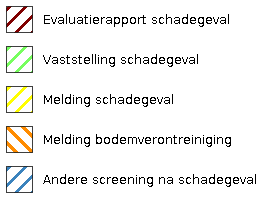 Evaluatierapport schadegeval
Vaststelling schadegeval
Melding schadegeval
Melding bodemverontreiniging
Andere screening na schadegeval